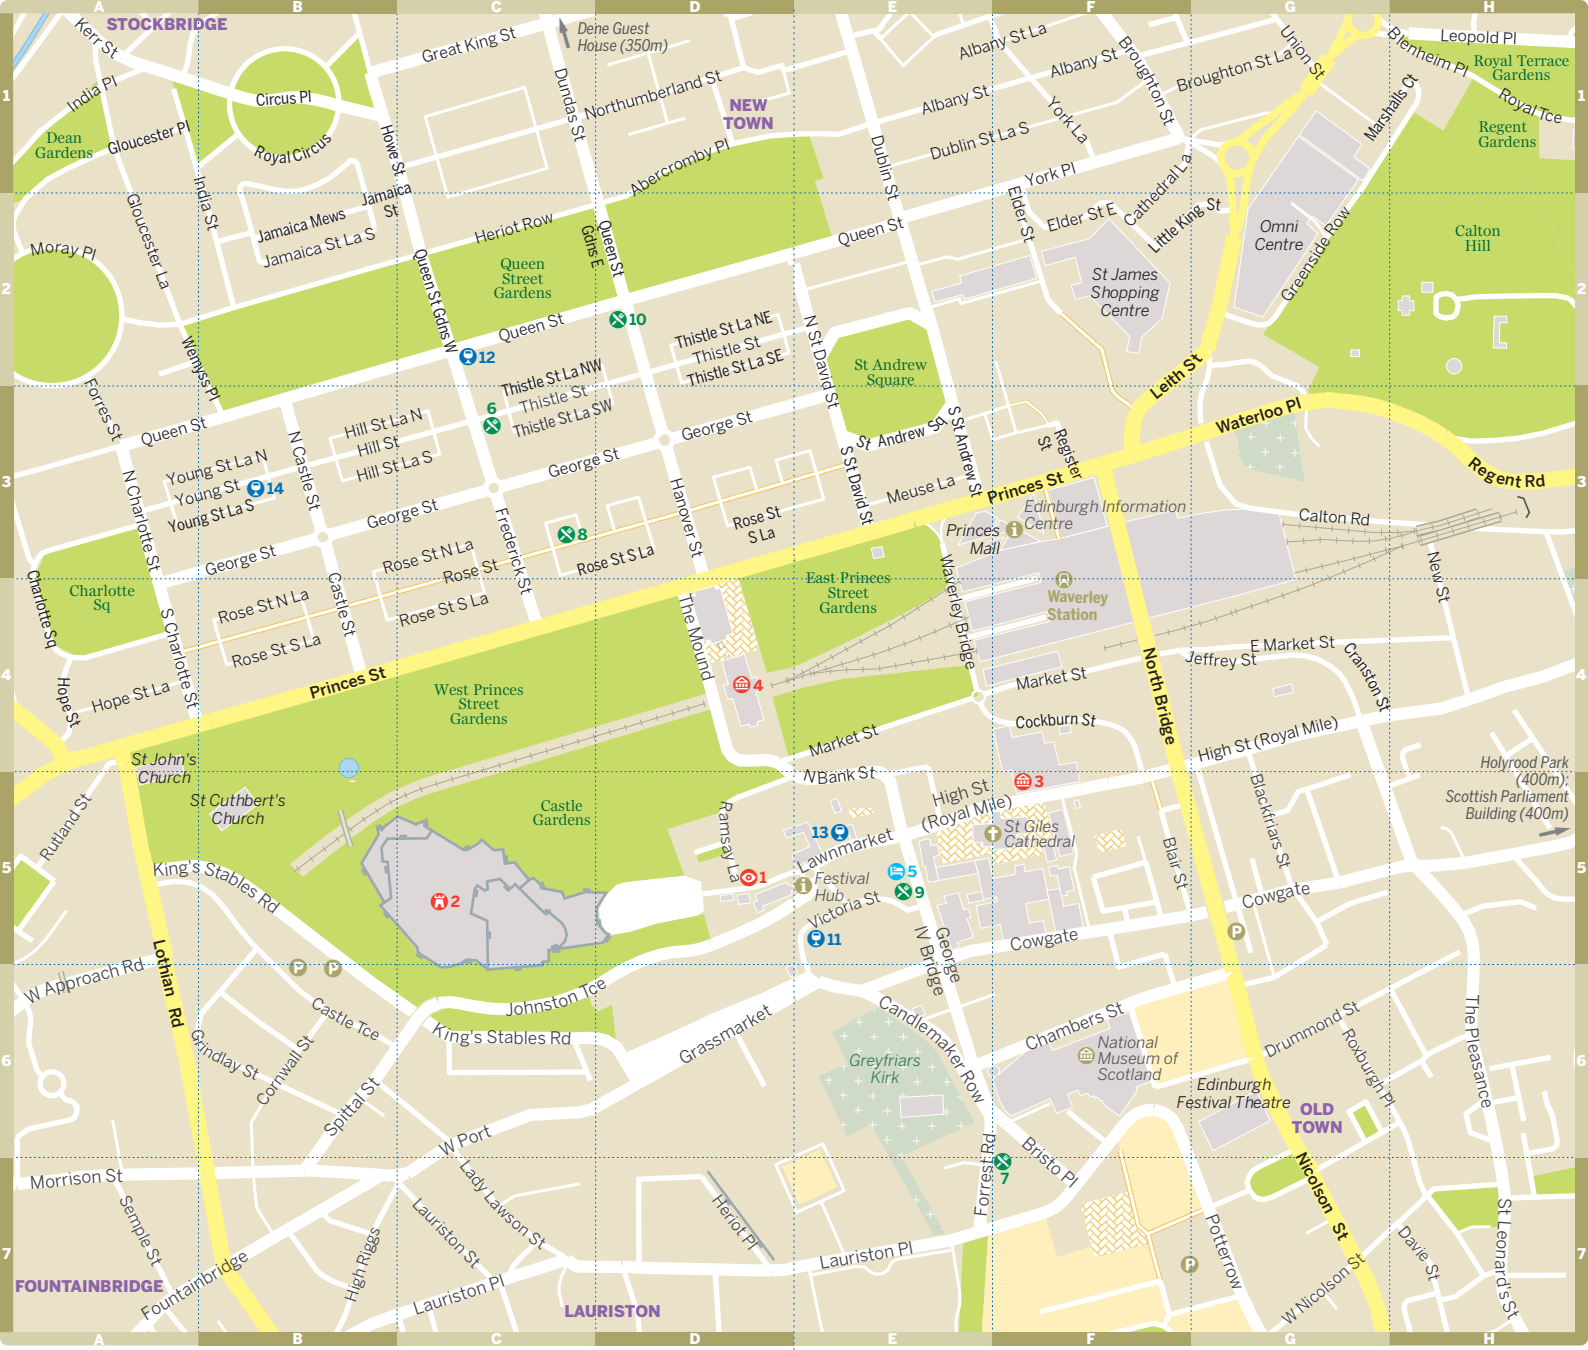 A B C D E F G H
STOCKBRIDGE
Kerr St
Great King St
Dene Guest
House (350m)
Albany St La
Albany St
Broughton St
Broughton St La
Union St
Blenheim Pl
Leopold Pl
Royal Terrace
Gardens
Royal Tce
Regent
Gardens
Marshalls Ct
1
India Pl
Circus Pl
Dundas St
Northumberland St
NEW
TOWN
Albany St
York La
1
Dean
Gardens
Gloucester Pl
Royal Circus
Howe St
Abercromby Pl
Dublin St
Dublin St La S
York Pl
Cathedral La
India St
Jamaica
St
Jamaica Mews
Jamaica St La S
Gloucester La
Heriot Row
Queen St
Gdns E
Queen St
Elder St
Elder St E
Little King St
Omni
Centre
Greenside Row
Calton
Hill
Moray Pl
Queen St Gdns W
Queen
Street
Gardens
St James
Shopping
Centre
2
2
Wemyss Pl
Queen St
10
12
Thistle St La NE
Thistle St
Thistle St La SE
N St David St
St Andrew
Square
Leith St
Forres St
Thistle St La NW
Thistle St
Thistle St La SW
6
Waterloo Pl
Queen St
Hill St La N
Hill St
Hill St La S
George St
St Andrew Sq
S St Andrew St
Register
St
Regent Rd
3
Young St La N
Young St
14
Young St La S
N Castle St
George St
George St
Hanover St
S St David St
Meuse La
Princes St
3
N Charlotte St
George St
Frederick St
8
Rose St
S La
Edinburgh Information
Centre
Princes
Mall
Calton Rd
Rose St N La
Rose St
Rose St S La
Rose St S La
Charlotte
Sq
Charlotte Sq
Rose St N La
Castle St
Rose St S La
East Princes
Street
Gardens
Waverley Bridge
Waverley
Station
New St
S Charlotte St
The Mound
4
Princes St
Hope St
Hope St La
West Princes
Street
Gardens
4
Market St
North Bridge
Jeffrey St
E Market St
Cranston St
4
Cockburn St
High St (Royal Mile)
St John's
Church
Market St
N Bank St
Holyrood Park
(400m);
Scottish Parliament
Building (400m)
3
St Cuthbert's
Church
Castle
Gardens
Ramsay La
High St
(Royal Mile)
St Giles
Cathedral
13
Lawnmarket
Blackfriars St
Blair St
5
Rutland St
King's Stables Rd
2
1
Festival
Hub
5
9
Victoria St
Cowgate
5
11
Cowgate
George
IV Bridge
W Approach Rd
Lothian Rd
Castle Tce
Johnston Tce
King's Stables Rd
Grassmarket
Candlemaker Row
Chambers St
Drummond St
Roxburgh Pl
The Pleasance
6
Grindlay St
Cornwall St
Spittal St
Greyfriars
Kirk
National
Museum of
Scotland
Edinburgh
Festival Theatre
OLD
TOWN
6
W Port
Forrest Rd
Bristo Pl
7
Nicolson St
Morrison St
Semple St
Lady Lawson St
Lauriston St
Heriot Pl
High Riggs
Lauriston Pl
Potterrow
Davie St
St Leonard's St
7
7
FOUNTAINBRIDGE
Fountainbridge
Lauriston Pl
LAURISTON
W Nicolson St
A B C D E F G H